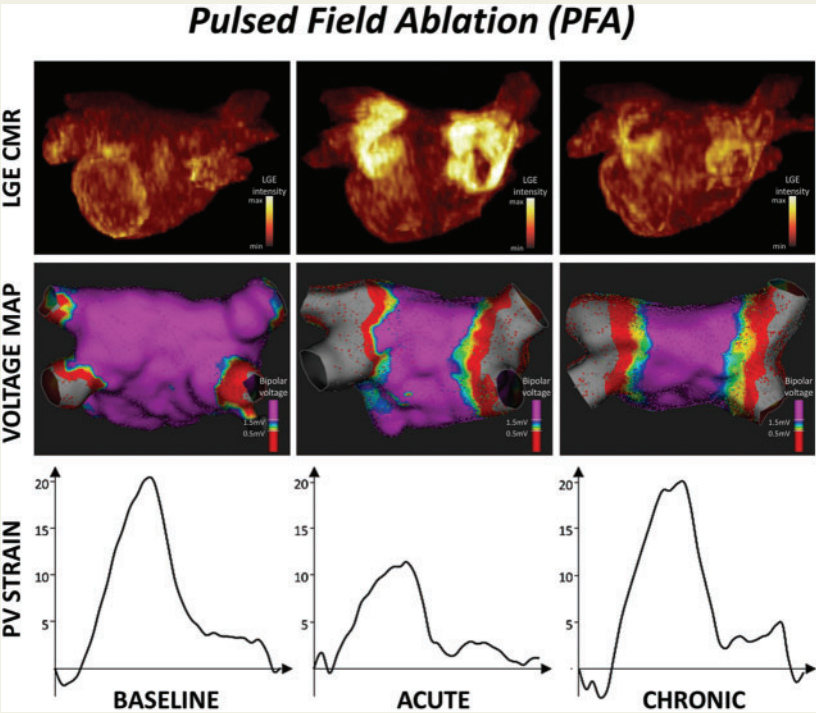 Pulsed Field Ablation (PFA)
LGE CMR
LGE
intensity
max
min
LGE
intensity
max
min
LGE
intensity
max
min
VOLTAGE MAP
Bipolar
voltage
1.5mV
0.5mV
Bipolar
voltage
1.5mV
0.5mV
Bipolar
voltage
1.5mV
0.5mV
PV STRAIN
20
15
10
5
20
15
10
5
20
15
10
5
BASELINE
ACUTE
CHRONIC